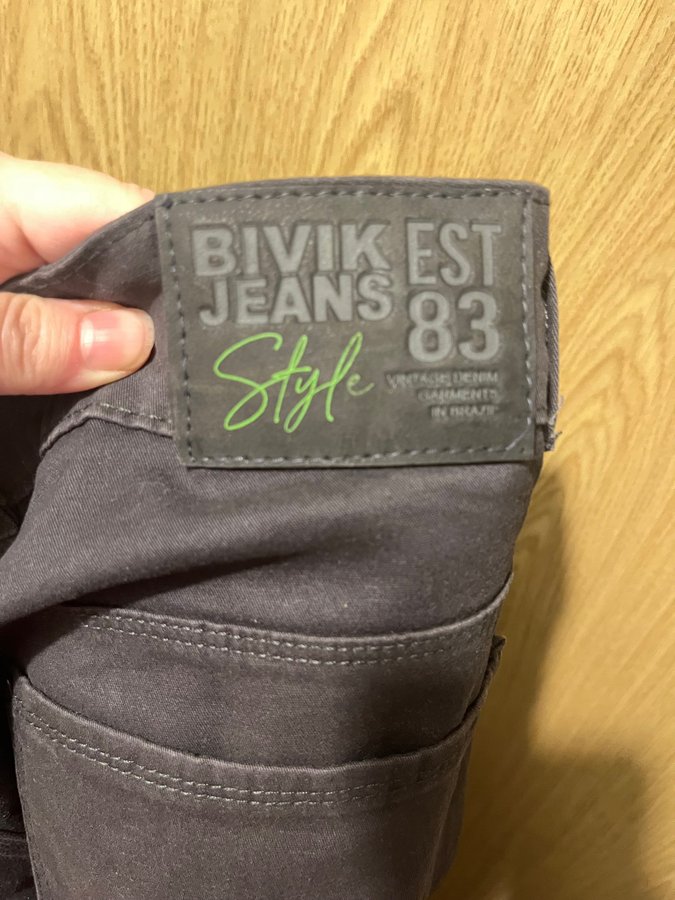 BIVIK
JEANS
Style
EST
83
VINTAGE DENIM
GARMENTS
IN BRAZIL